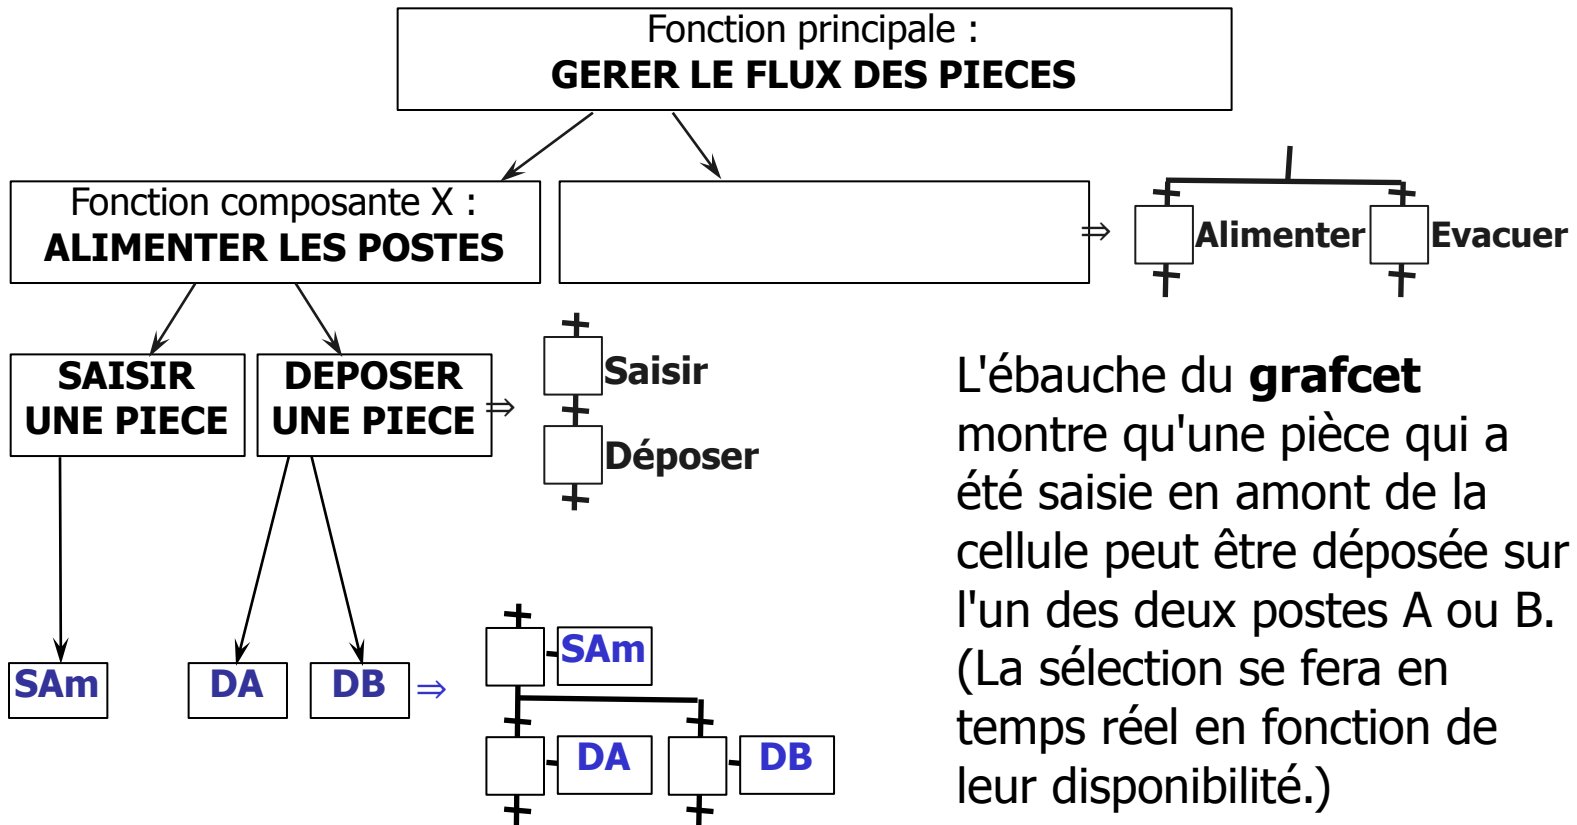 Fonction principale :
GERER LE FLUX DES PIECES
Fonction composante X :
ALIMENTER LES POSTES
⇒
Alimenter
Evacuer
SAISIR
UNE PIECE
DEPOSER
UNE PIECE
⇒
Saisir
Déposer
L'ébauche du grafcet
montre qu'une pièce qui a
été saisie en amont de la
cellule peut être déposée sur
l'un des deux postes A ou B.
(La sélection se fera en
temps réel en fonction de
leur disponibilité.)
SAm
DA
DB
⇒
SAm
DA
DB